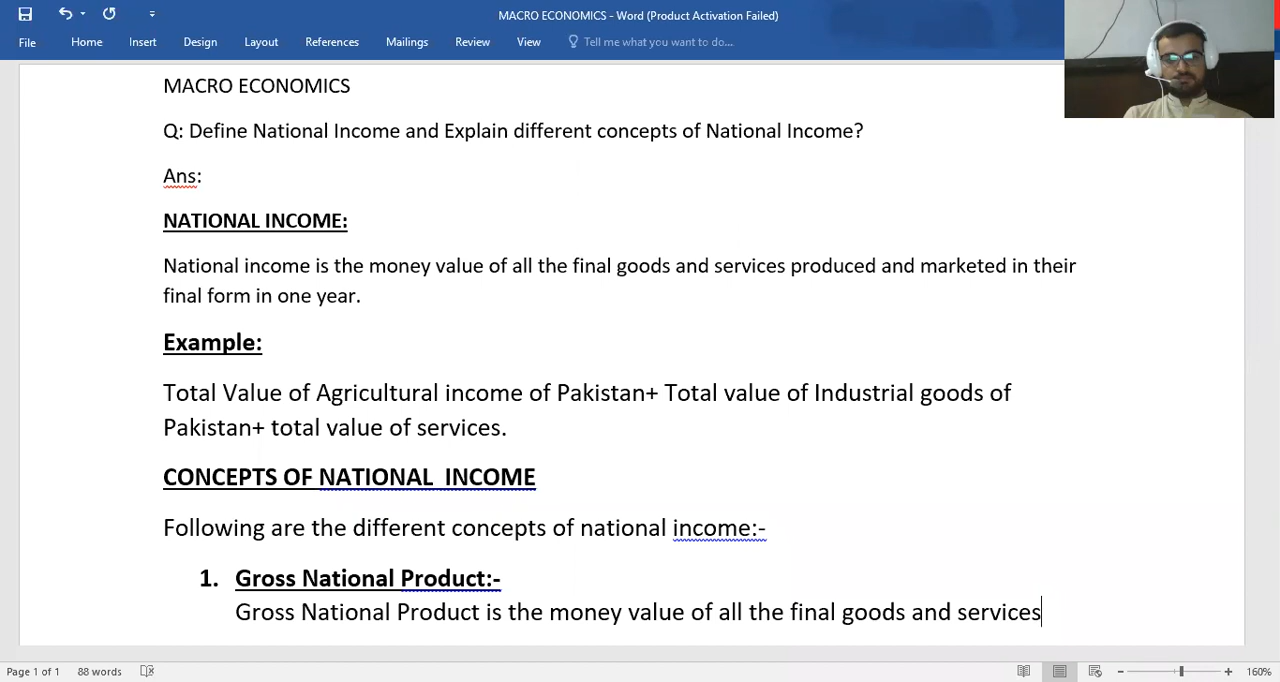 MACRO ECONOMICS - Word (Product Activation Failed)
File Home Insert Design Layout References Mailings Review View Tell me what you want to do...
MACRO ECONOMICS
Q: Define National Income and Explain different concepts of National Income?
Ans:
NATIONAL INCOME:
National income is the money value of all the final goods and services produced and marketed in their
final form in one year.
Example:
Total Value of Agricultural income of Pakistan+ Total value of Industrial goods of
Pakistan+ total value of services.
CONCEPTS OF NATIONAL  INCOME
Following are the different concepts of national income:-
1. Gross National Product:-
Gross National Product is the money value of all the final goods and services
Page 1 of 1 88 words 160%